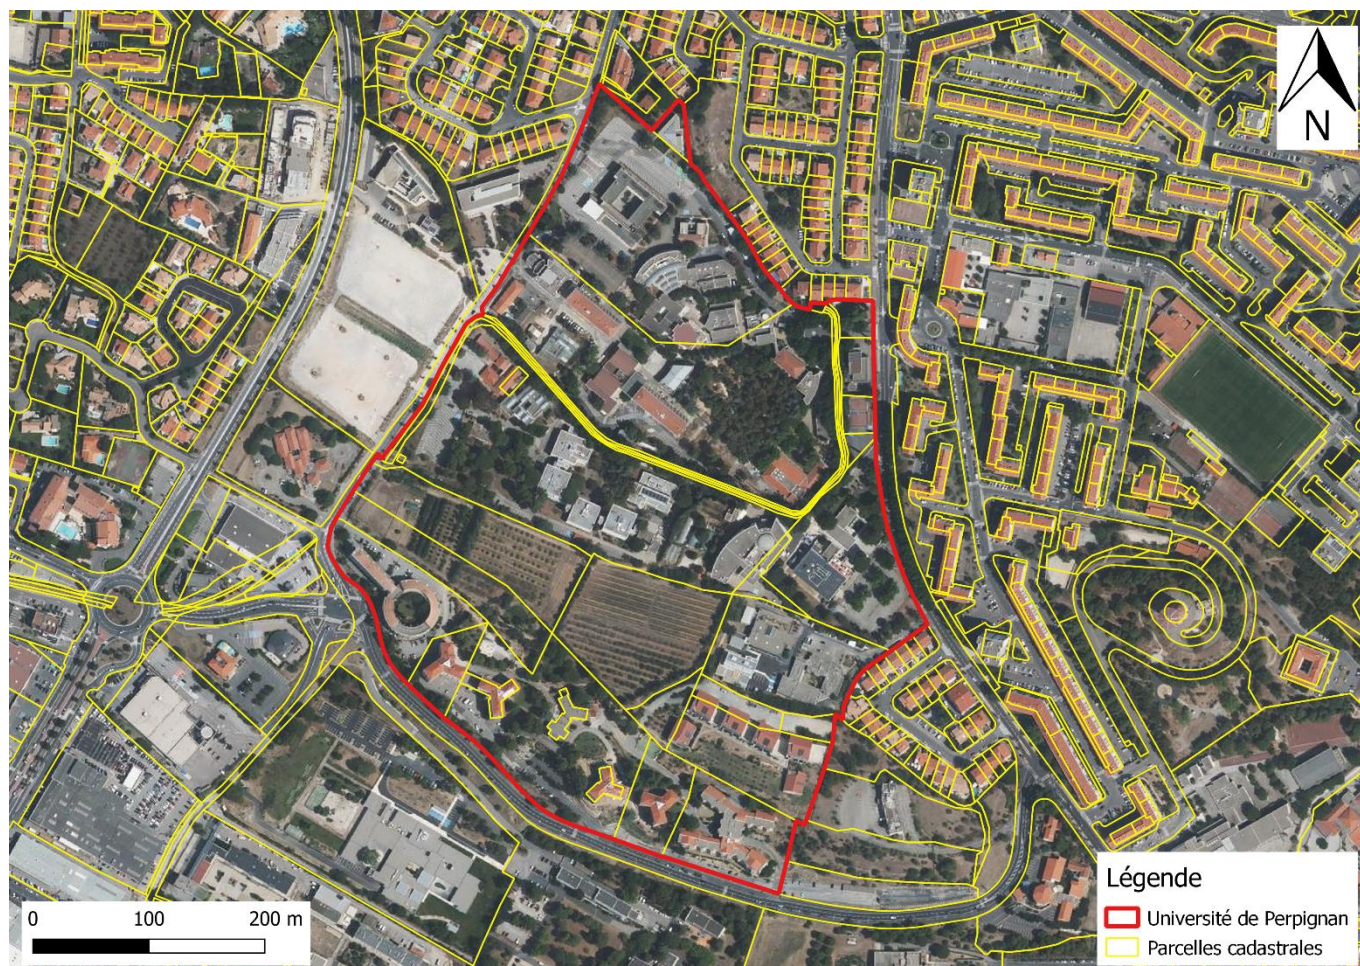 N
0 100 200 m
Légende
Université de Perpignan
Parcelles cadastrales